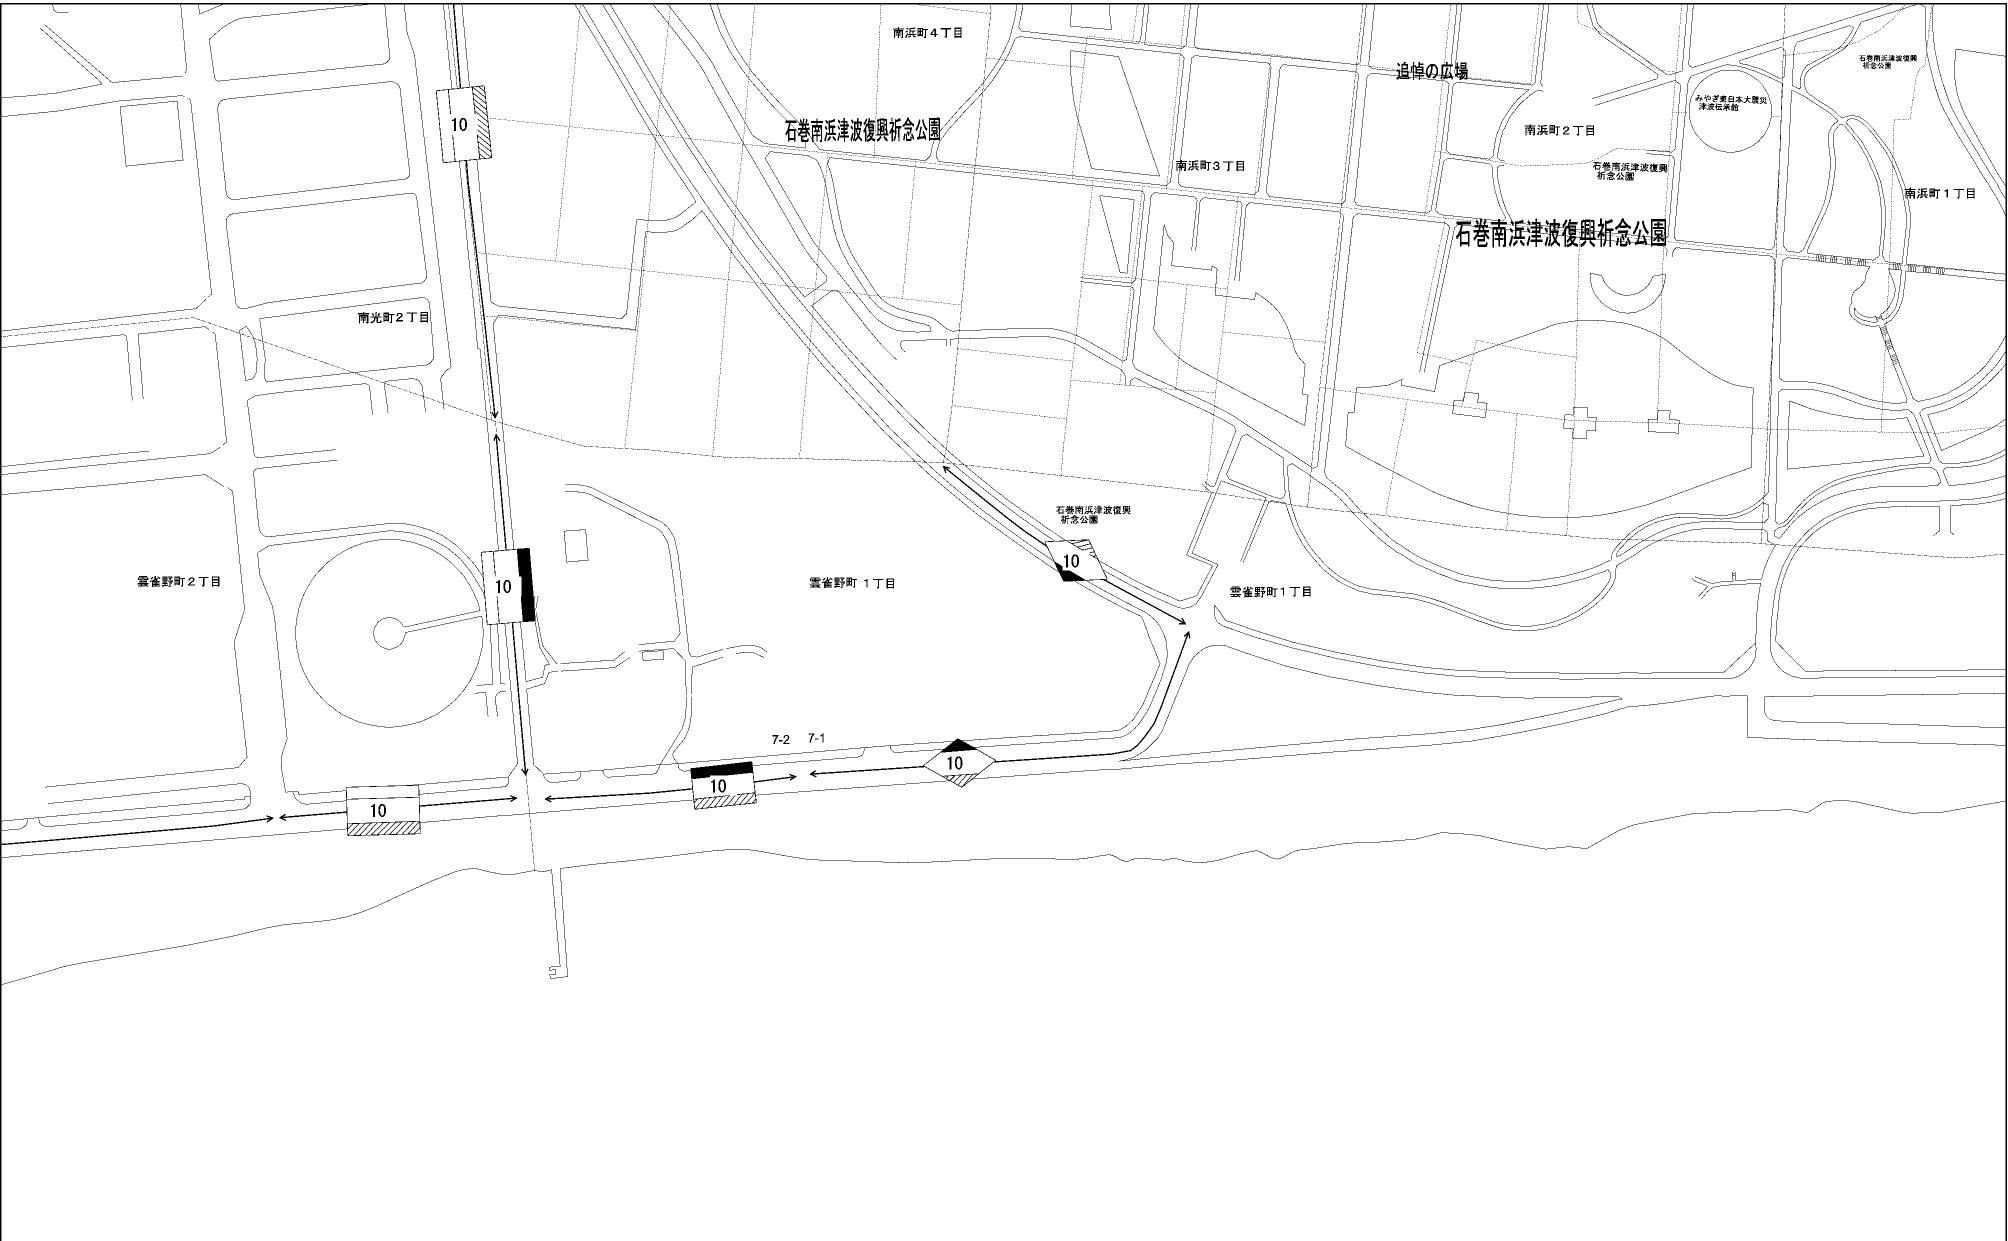 南浜町4丁目
追悼の広場
石巻南浜津波復興
祈念公園
みやぎ東日本大震災
津波伝承館
10
石巻南浜津波復興祈念公園
南浜町2丁目
南浜町3丁目
石巻南浜津波復興
祈念公園
南浜町1丁目
石巻南浜津波復興祈念公園
南光町2丁目
石巻南浜津波復興
祈念公園
10
雲雀野町2丁目
10
雲雀野町1丁目
雲雀野町1丁目
7-2
7-1
10
10
10